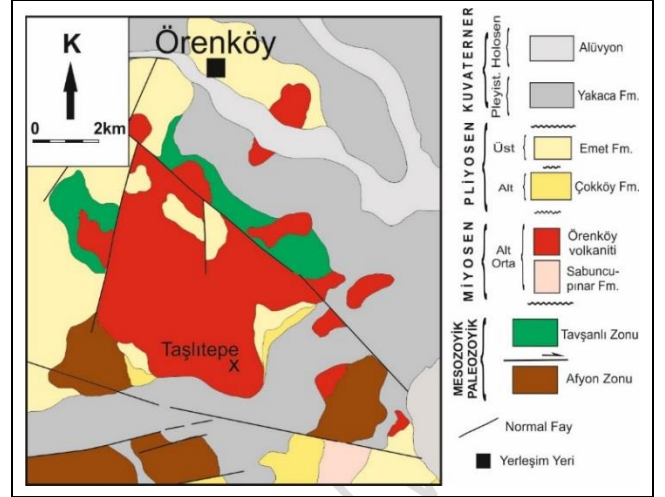 K
0 2km
Örenköy
Taşlıtepe
X
KUVATERNER
Holosen
Pleyist.
Alüvyon
Yakaca Fm.
PLİYOSEN
Üst
Emet Fm.
Alt
Çokköy Fm.
MİYOSEN
Alt
Orta
Örenköy
volkaniti
Sabuncu-
pınar Fm.
MESOZOYİK
PALEOZOYİK
Tavşanlı Zonu
Afyon Zonu
Normal Fay
Yerleşim Yeri